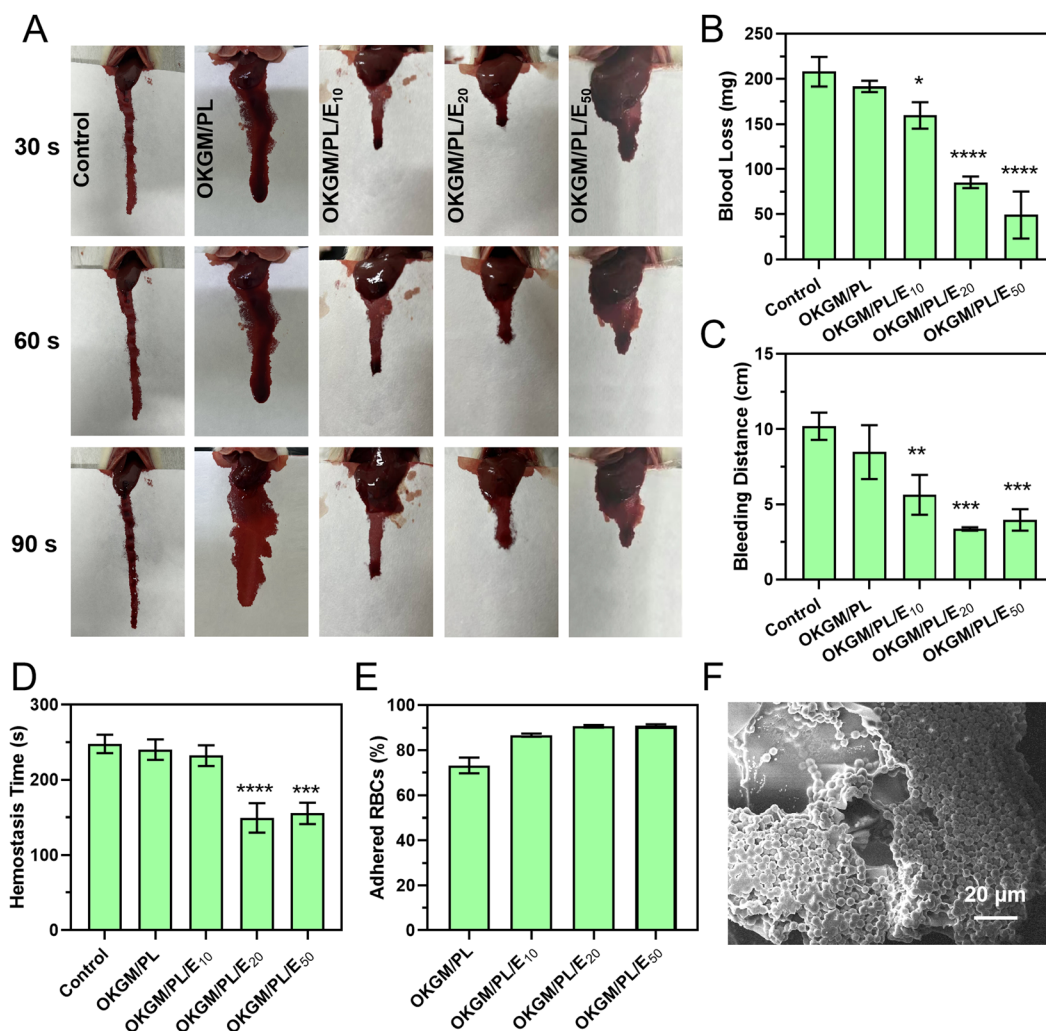 A
Control
OKGM/PL
OKGM/PL/E10
OKGM/PL/E20
OKGM/PL/E50
30 s
60 s
90 s
B
Blood Loss (mg)
250
200
150
100
50
0
*
****
****
Control
OKGM/PL
OKGM/PL/E10
OKGM/PL/E20
OKGM/PL/E50
C
Bleeding Distance (cm)
15
10
5
0
**
***
***
Control
OKGM/PL
OKGM/PL/E10
OKGM/PL/E20
OKGM/PL/E50
D
Hemostasis Time (s)
300
200
100
0
****
***
Control
OKGM/PL
OKGM/PL/E10
OKGM/PL/E20
OKGM/PL/E50
E
Adhered RBCs (%)
100
80
60
40
20
0
OKGM/PL
OKGM/PL/E10
OKGM/PL/E20
OKGM/PL/E50
F
20 μm